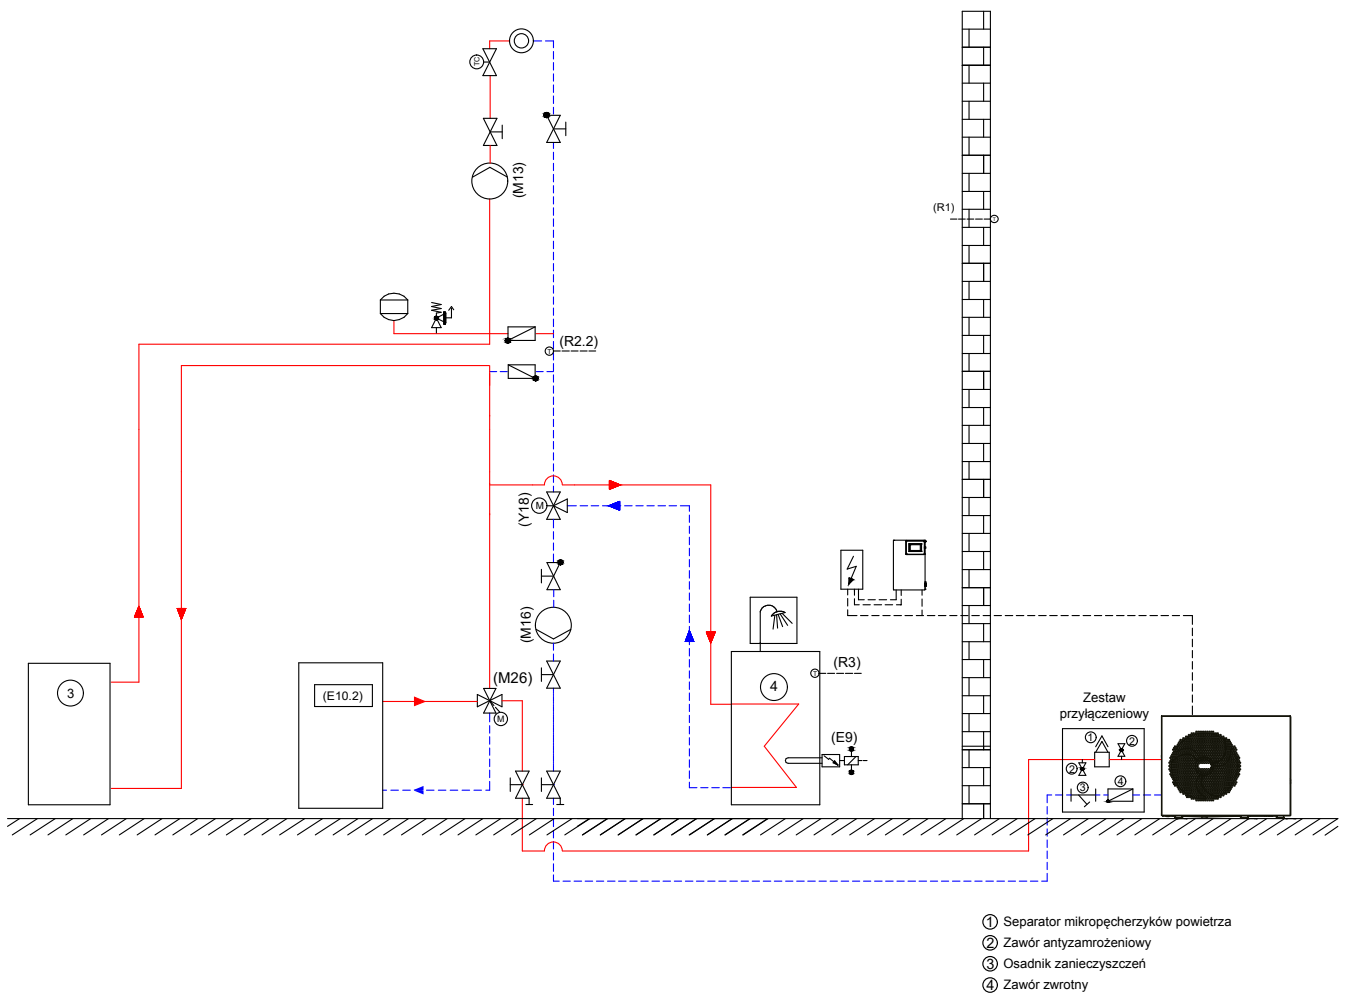 TC
(M13)
(R1)
T
(R2.2)
T
(Y18)
M
(M16)
(M26)
M
(R3)
T
3
(E10.2)
4
(E9)
Zestaw
przyłączeniowy
1
2
2
3
4
1 Separator mikropęcherzyków powietrza
2 Zawór antyzamrożeniowy
3 Osadnik zanieczyszczeń
4 Zawór zwrotny